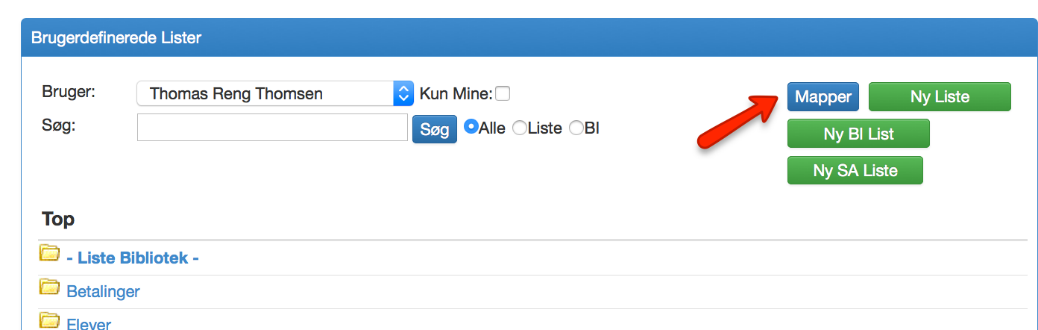 Brugerdefinerede Lister
Bruger: Thomas Reng Thomsen Kun Mine: Mapper Ny Liste
Søg: Søg Alle Liste BI Ny BI List
Ny SA Liste
Top
- Liste Bibliotek -
Betalinger
Elever